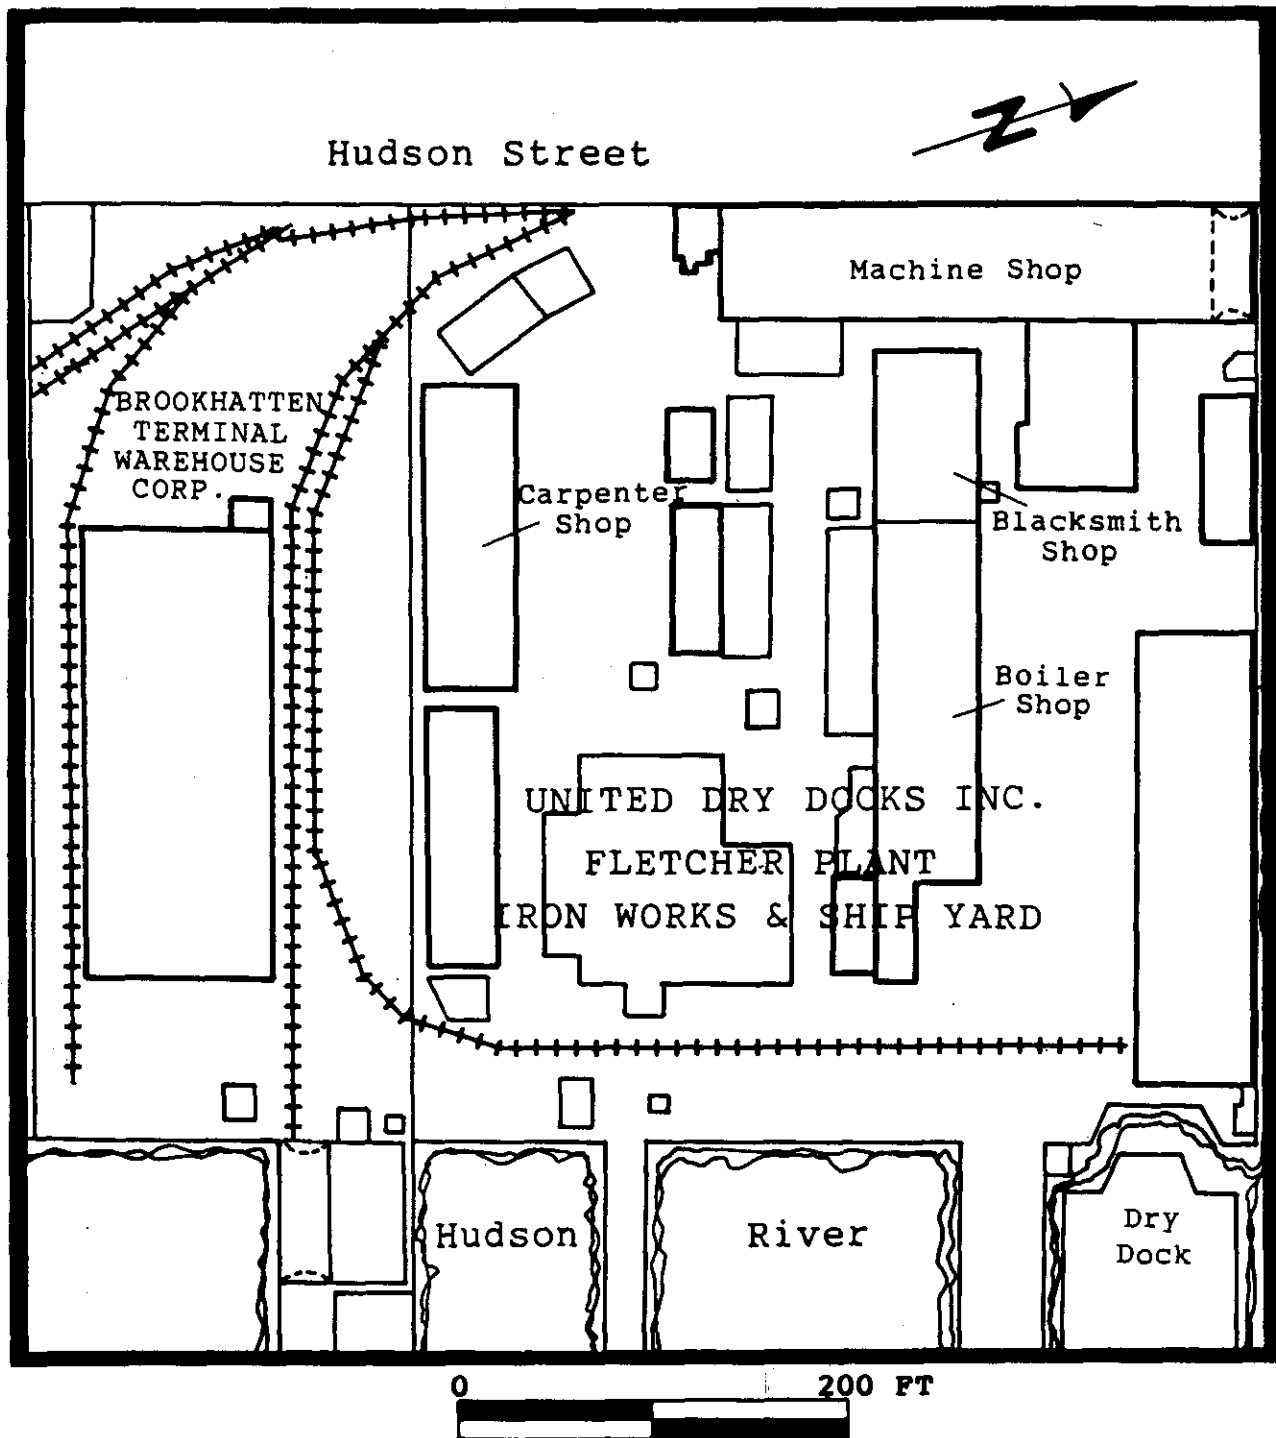 N
Hudson Street
Machine Shop
BROOKHATTEN
TERMINAL
WAREHOUSE
CORP.
Carpenter
Shop
Blacksmith
Shop
Boiler
Shop
UNITED DRY DOCKS INC.
FLETCHER PLANT
IRON WORKS & SHIP YARD
Hudson River
Dry
Dock
0 200 FT